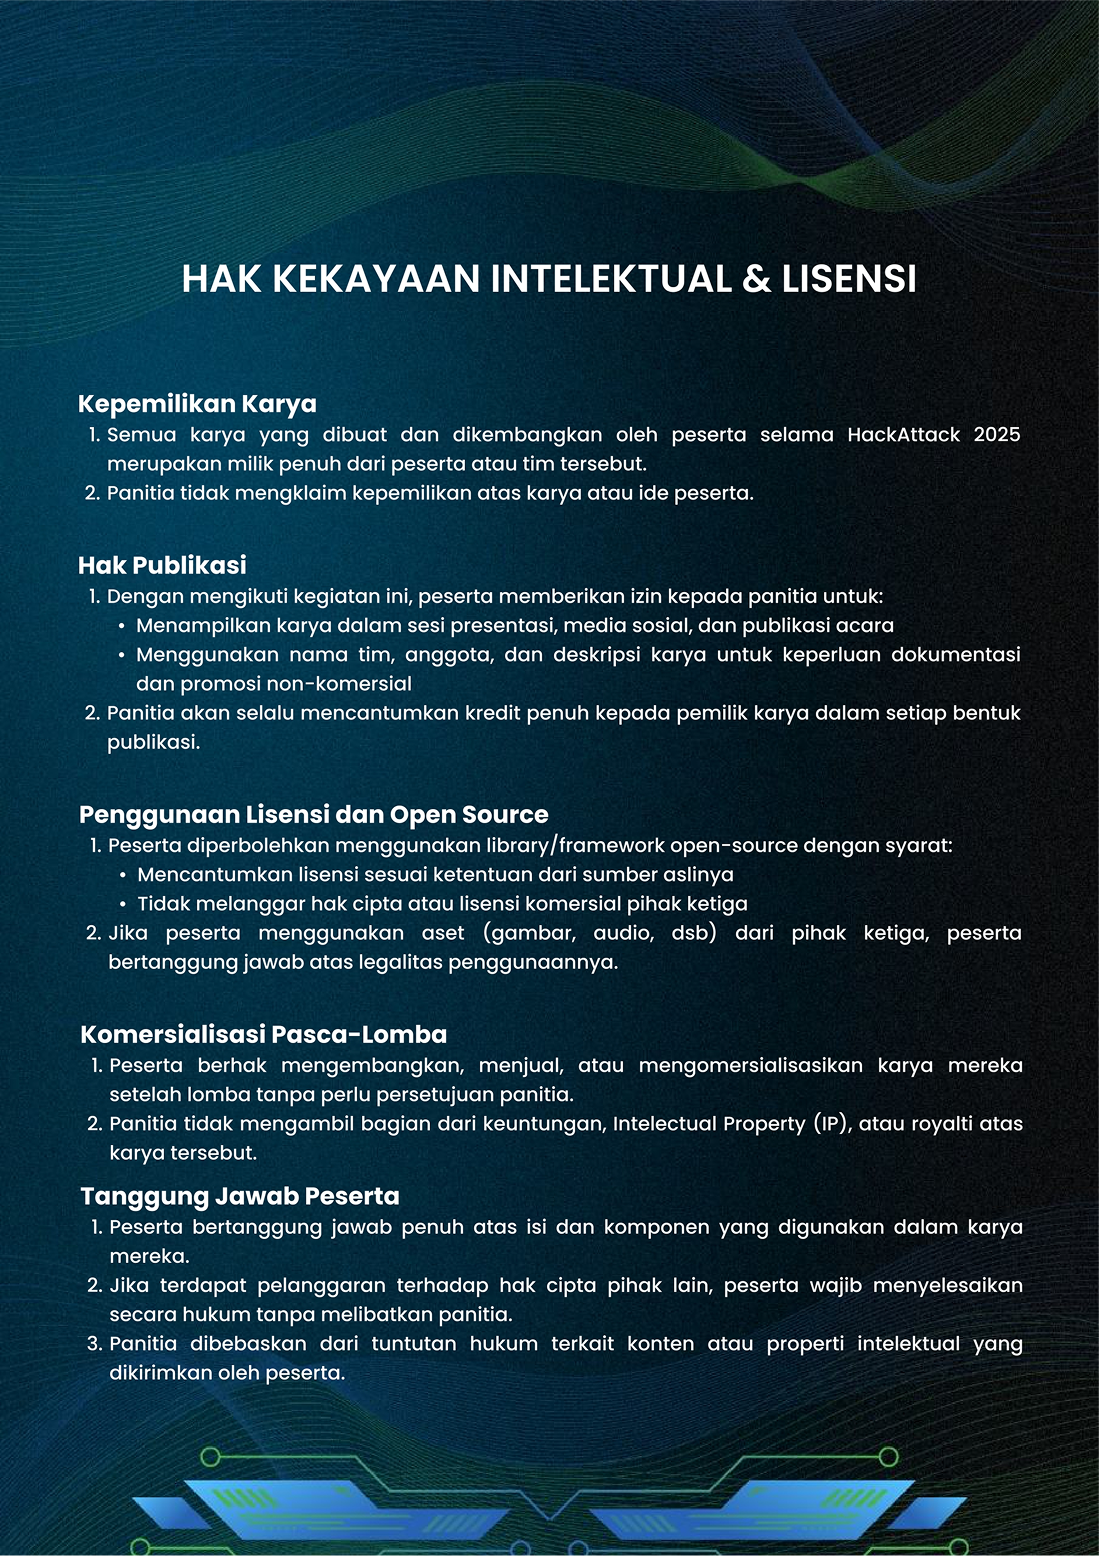 HAK KEKAYAAN INTELEKTUAL & LISENSI
Kepemilikan Karya
1. Semua karya yang dibuat dan dikembangkan oleh peserta selama HackAttack 2025
merupakan milik penuh dari peserta atau tim tersebut.
2. Panitia tidak mengklaim kepemilikan atas karya atau ide peserta.
Hak Publikasi
1. Dengan mengikuti kegiatan ini, peserta memberikan izin kepada panitia untuk:
• Menampilkan karya dalam sesi presentasi, media sosial, dan publikasi acara
• Menggunakan nama tim, anggota, dan deskripsi karya untuk keperluan dokumentasi
dan promosi non-komersial
2. Panitia akan selalu mencantumkan kredit penuh kepada pemilik karya dalam setiap bentuk
publikasi.
Penggunaan Lisensi dan Open Source
1. Peserta diperbolehkan menggunakan library/framework open-source dengan syarat:
• Mencantumkan lisensi sesuai ketentuan dari sumber aslinya
• Tidak melanggar hak cipta atau lisensi komersial pihak ketiga
2. Jika peserta menggunakan aset (gambar, audio, dsb) dari pihak ketiga, peserta
bertanggung jawab atas legalitas penggunaannya.
Komersialisasi Pasca-Lomba
1. Peserta berhak mengembangkan, menjual, atau mengomersialisasikan karya mereka
setelah lomba tanpa perlu persetujuan panitia.
2. Panitia tidak mengambil bagian dari keuntungan, Intelectual Property (IP), atau royalti atas
karya tersebut.
Tanggung Jawab Peserta
1. Peserta bertanggung jawab penuh atas isi dan komponen yang digunakan dalam karya
mereka.
2. Jika terdapat pelanggaran terhadap hak cipta pihak lain, peserta wajib menyelesaikan
secara hukum tanpa melibatkan panitia.
3. Panitia dibebaskan dari tuntutan hukum terkait konten atau properti intelektual yang
dikirimkan oleh peserta.